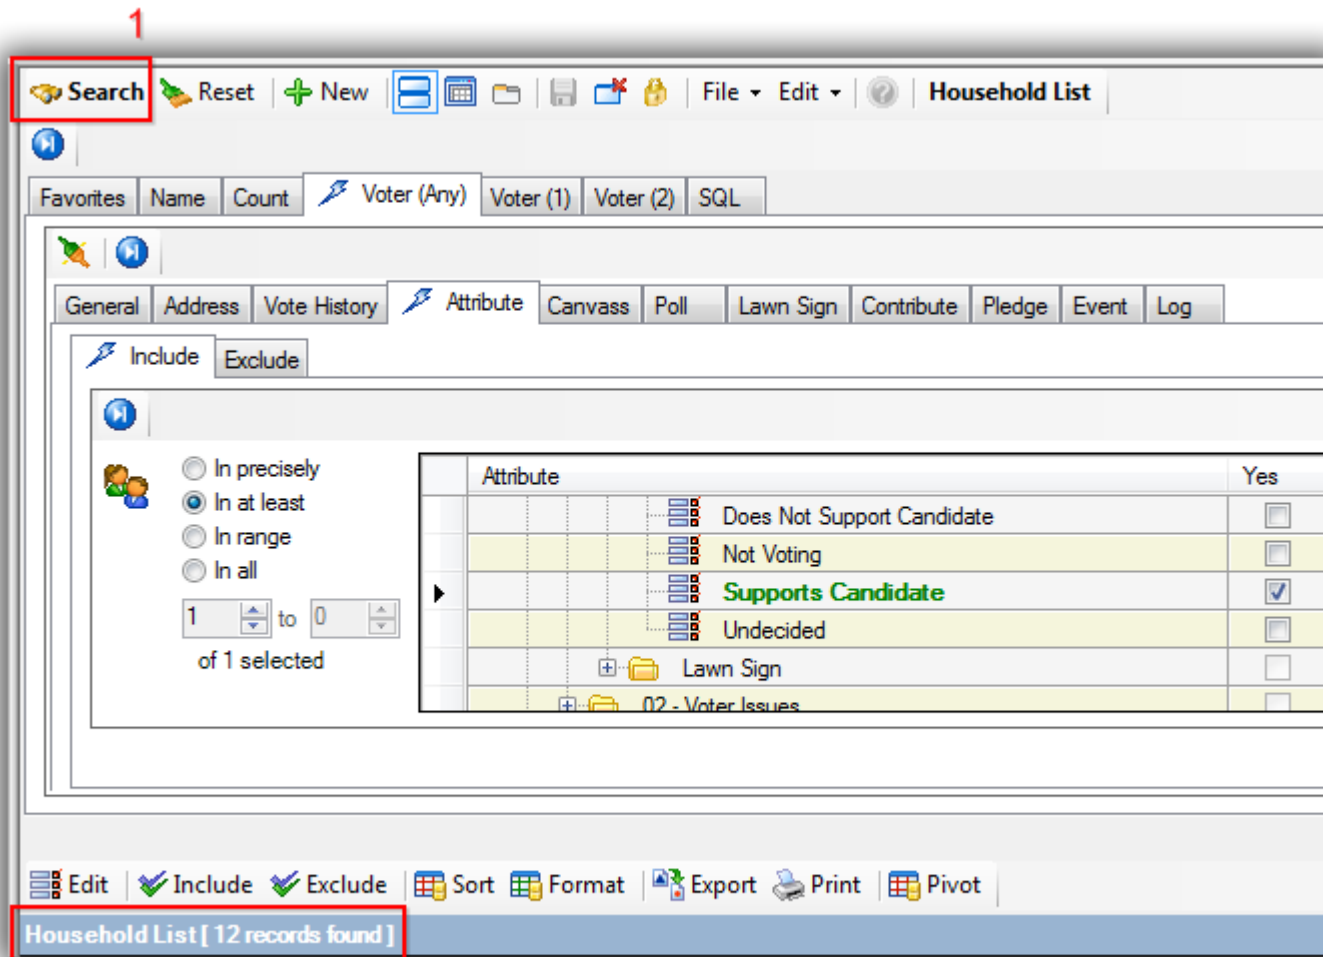 1
Search Reset New File Edit Household List
Favorites Name Count Voter (Any) Voter (1) Voter (2) SQL
General Address Vote History Attribute Canvass Poll Lawn Sign Contribute Pledge Event Log
Include Exclude
In precisely
In at least
In range
In all
1 to 0
of 1 selected
Attribute Yes
Does Not Support Candidate
Not Voting
Supports Candidate
Undecided
Lawn Sign
02 - Voter Issues
Edit Include Exclude Sort Format Export Print Pivot
Household List [ 12 records found ]